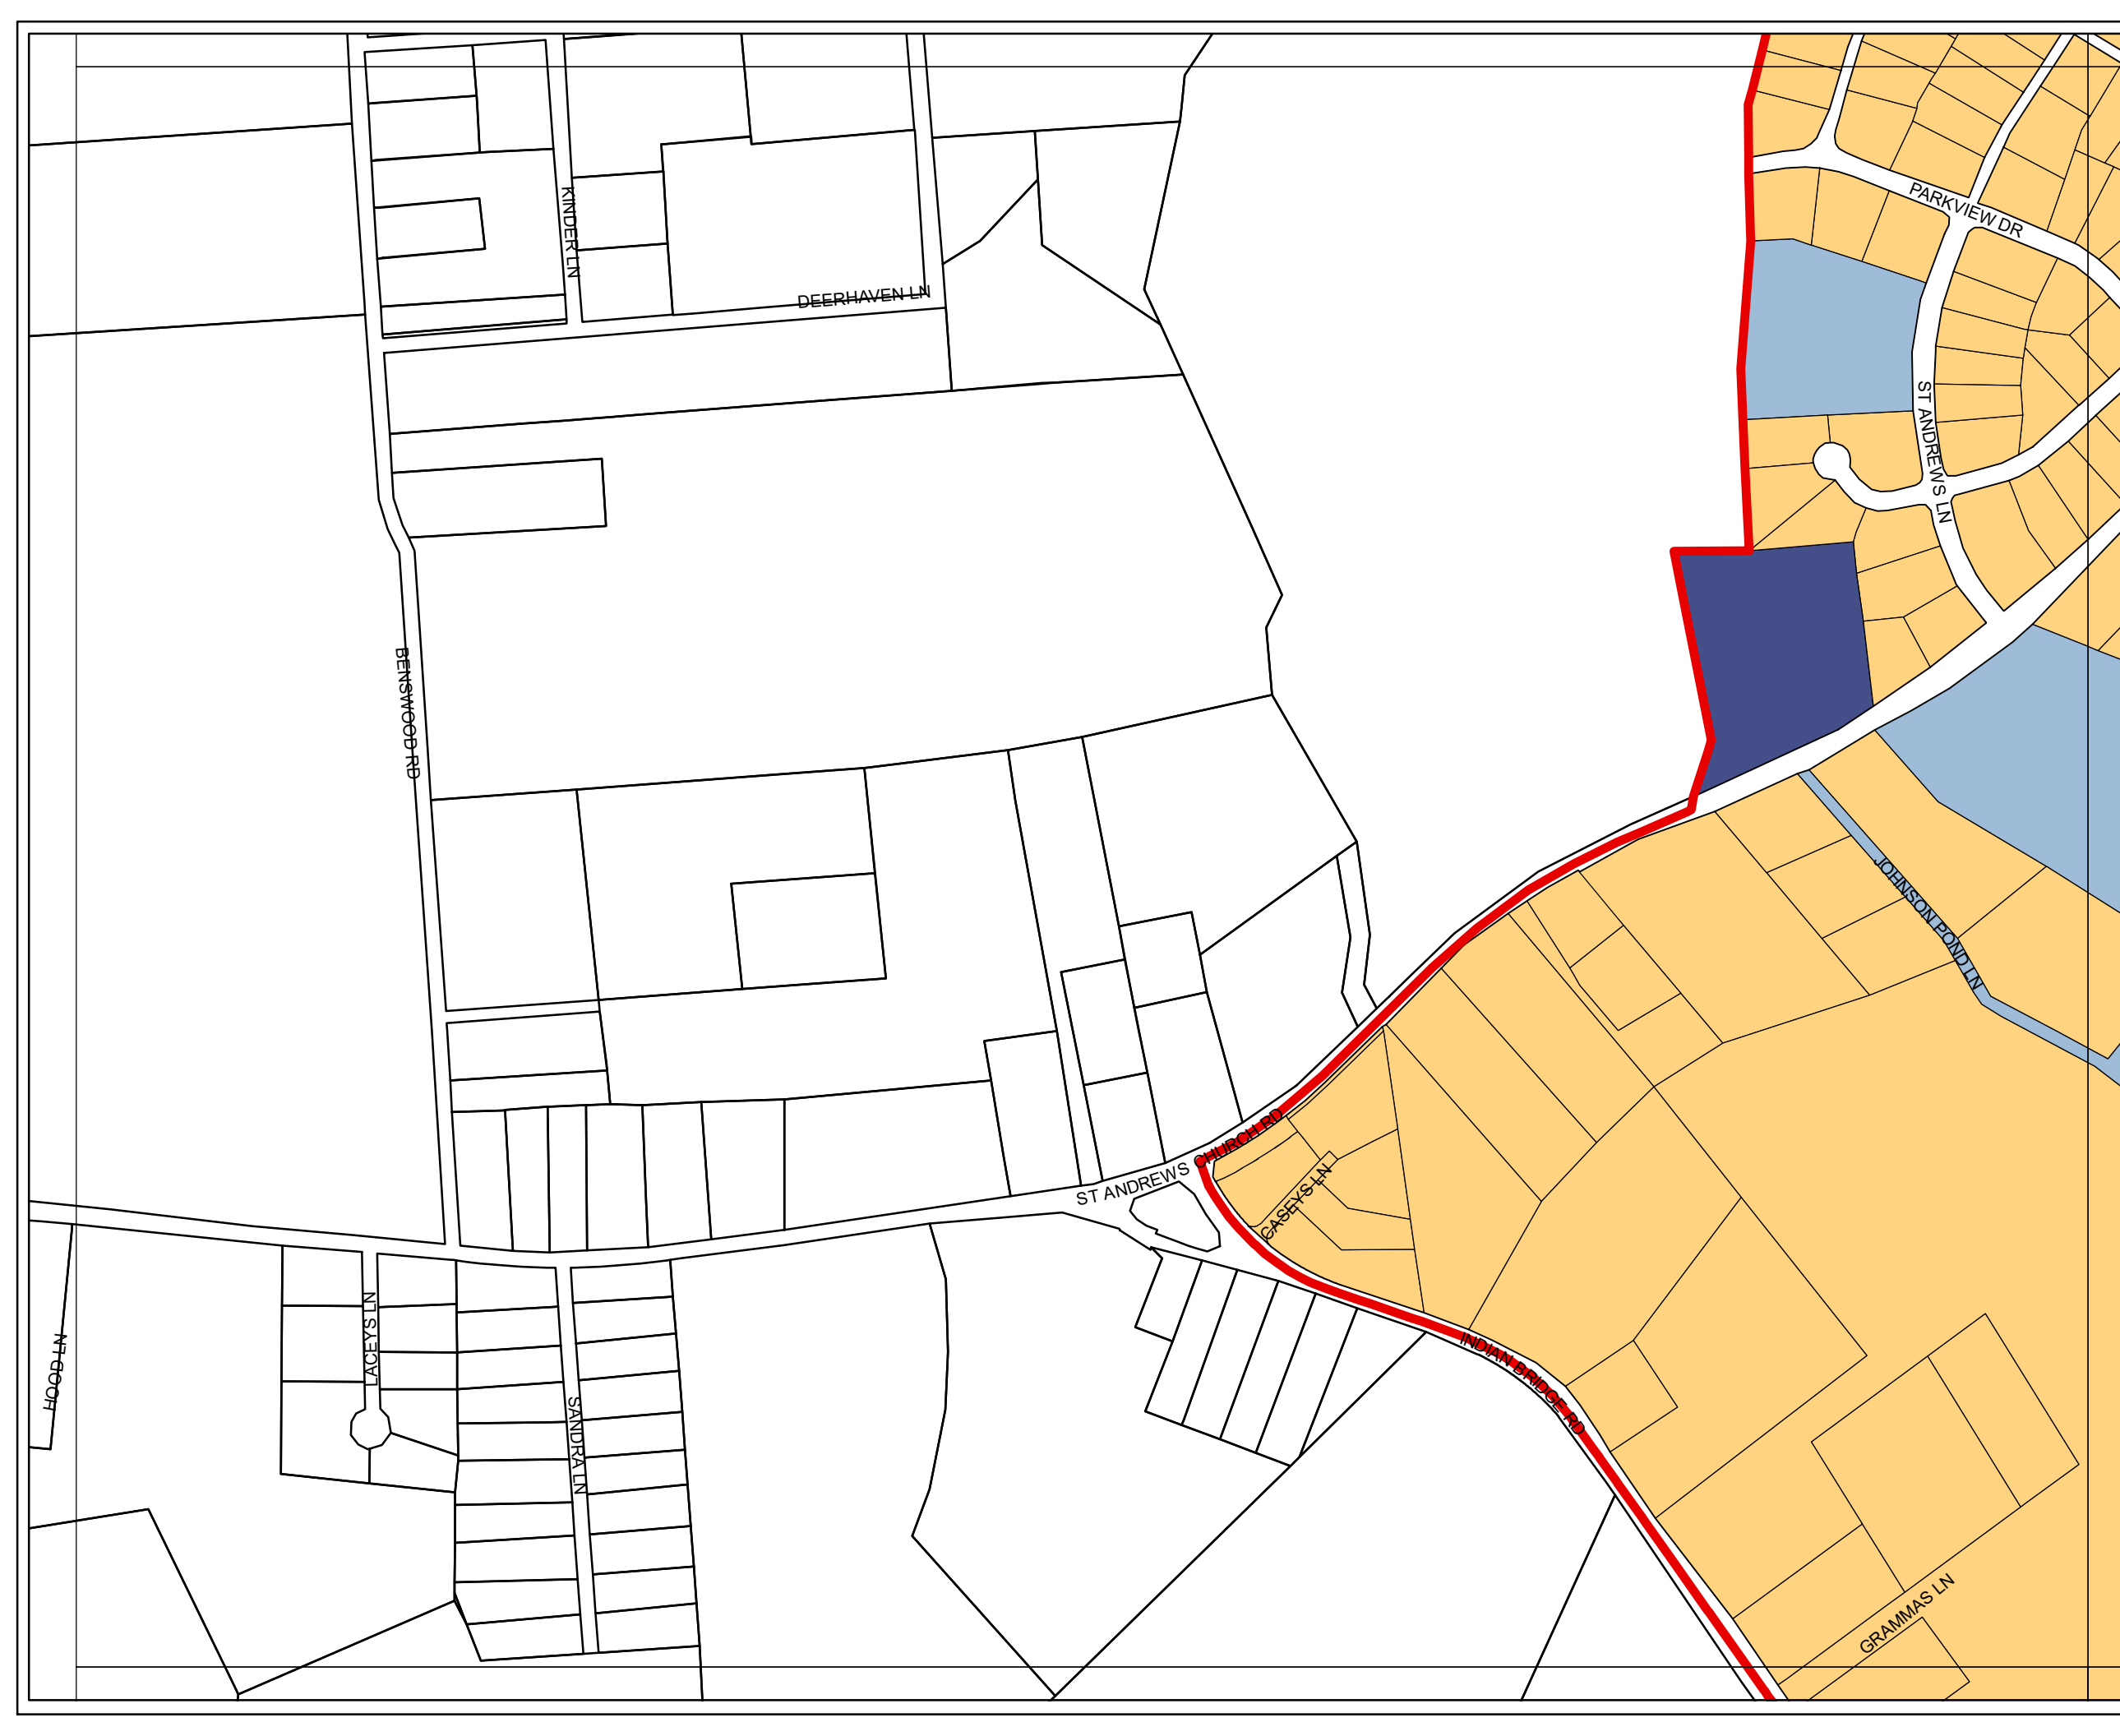 KINDER LN
PARKVIEW DR
DEERHAVEN LN
ST ANDREWS LN
BENSWOOD RD
JOHNSON POND LN
ST ANDREWS CHURCH RD
CASEYS LN
HOOD LN
LACEYS LN
SANDRA LN
INDIAN BRIDGE RD
GRAMMAS LN